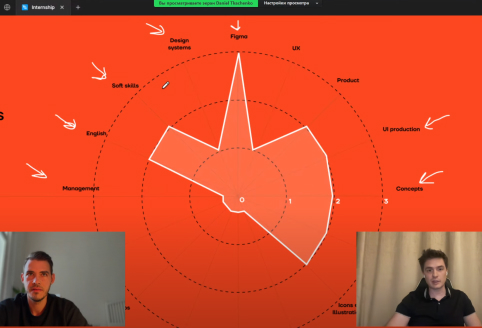 Вы просматриваете экран Daniel Tkachenko
Настройки просмотра
Internship
Figma
Design
systems
UX
Soft skills
Product
English
UI production
Management
Concepts
0
1
2
3
Icons